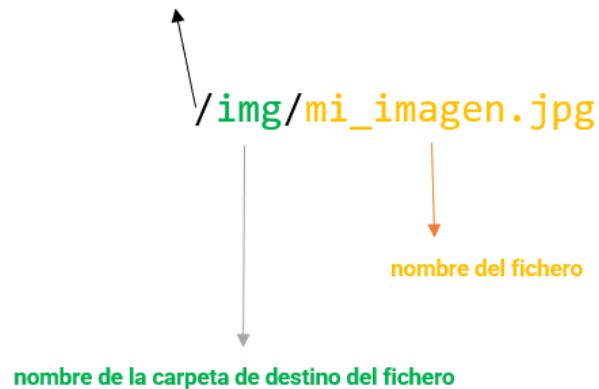 /img/mi_imagen.jpg
nombre del fichero
nombre de la carpeta de destino del fichero